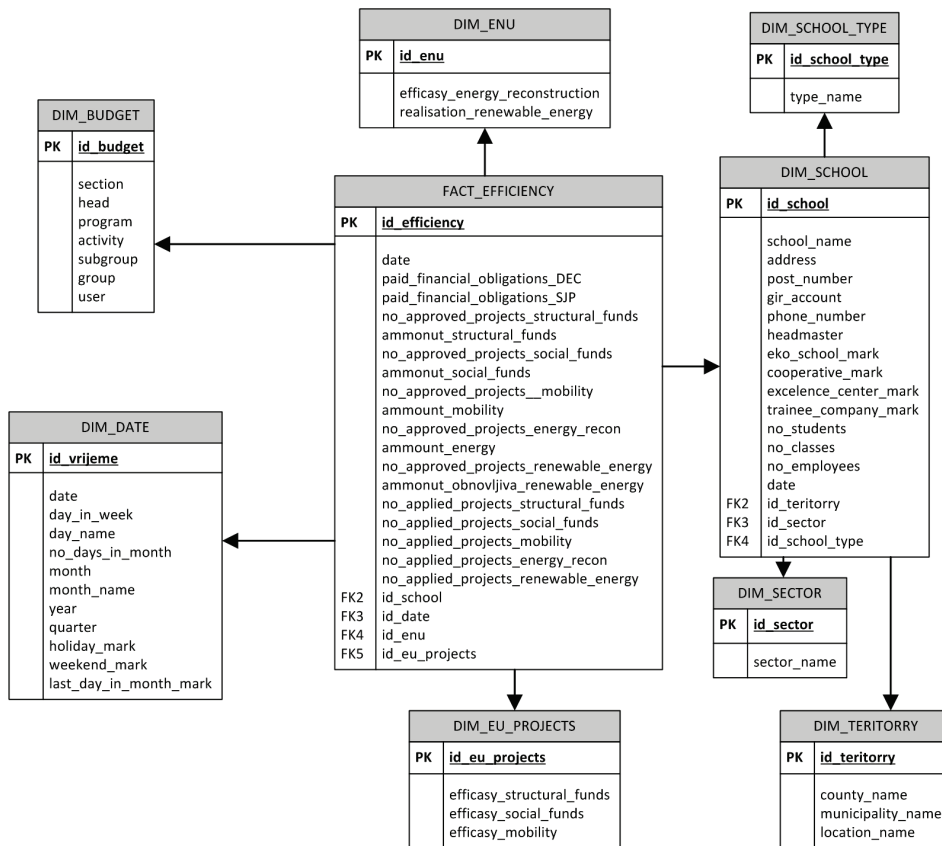 DIM_ENU
PK id_enu
efficasy_energy_reconstruction
realisation_renewable_energy
DIM_SCHOOL_TYPE
PK id_school_type
type_name
DIM_BUDGET
PK id_budget
section
head
program
activity
subgroup
group
user
FACT_EFFICIENCY
PK id_efficiency
date
paid_financial_obligations_DEC
paid_financial_obligations_SJP
no_approved_projects_structural_funds
ammonut_structural_funds
no_approved_projects_social_funds
ammonut_social_funds
no_approved_projects__mobility
ammount_mobility
no_approved_projects_energy_recon
ammount_energy
no_approved_projects_renewable_energy
ammonut_obnovljiva_renewable_energy
no_applied_projects_structural_funds
no_applied_projects_social_funds
no_applied_projects_mobility
no_applied_projects_energy_recon
no_applied_projects_renewable_energy
FK2 id_school
FK3 id_date
FK4 id_enu
FK5 id_eu_projects
DIM_SCHOOL
PK id_school
school_name
address
post_number
gir_account
phone_number
headmaster
eko_school_mark
cooperative_mark
excelence_center_mark
trainee_company_mark
no_students
no_classes
no_employees
date
FK2 id_teritorry
FK3 id_sector
FK4 id_school_type
DIM_DATE
PK id_vrijeme
date
day_in_week
day_name
no_days_in_month
month
month_name
year
quarter
holiday_mark
weekend_mark
last_day_in_month_mark
DIM_SECTOR
PK id_sector
sector_name
DIM_EU_PROJECTS
PK id_eu_projects
efficasy_structural_funds
efficasy_social_funds
efficasy_mobility
DIM_TERITORRY
PK id_teritorry
county_name
municipality_name
location_name